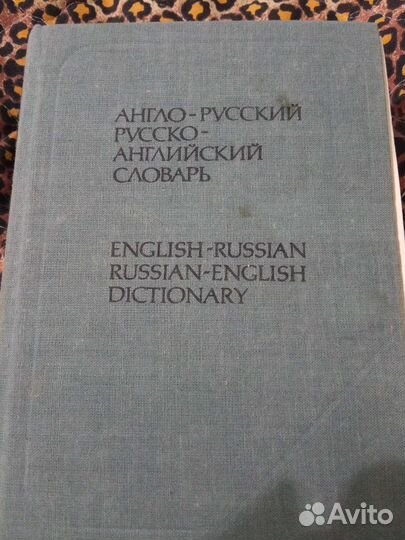 АНГЛО-РУССКИЙ
РУССКО-
АНГЛИЙСКИЙ
СЛОВАРЬ
ENGLISH-RUSSIAN
RUSSIAN-ENGLISH
DICTIONARY
Avito